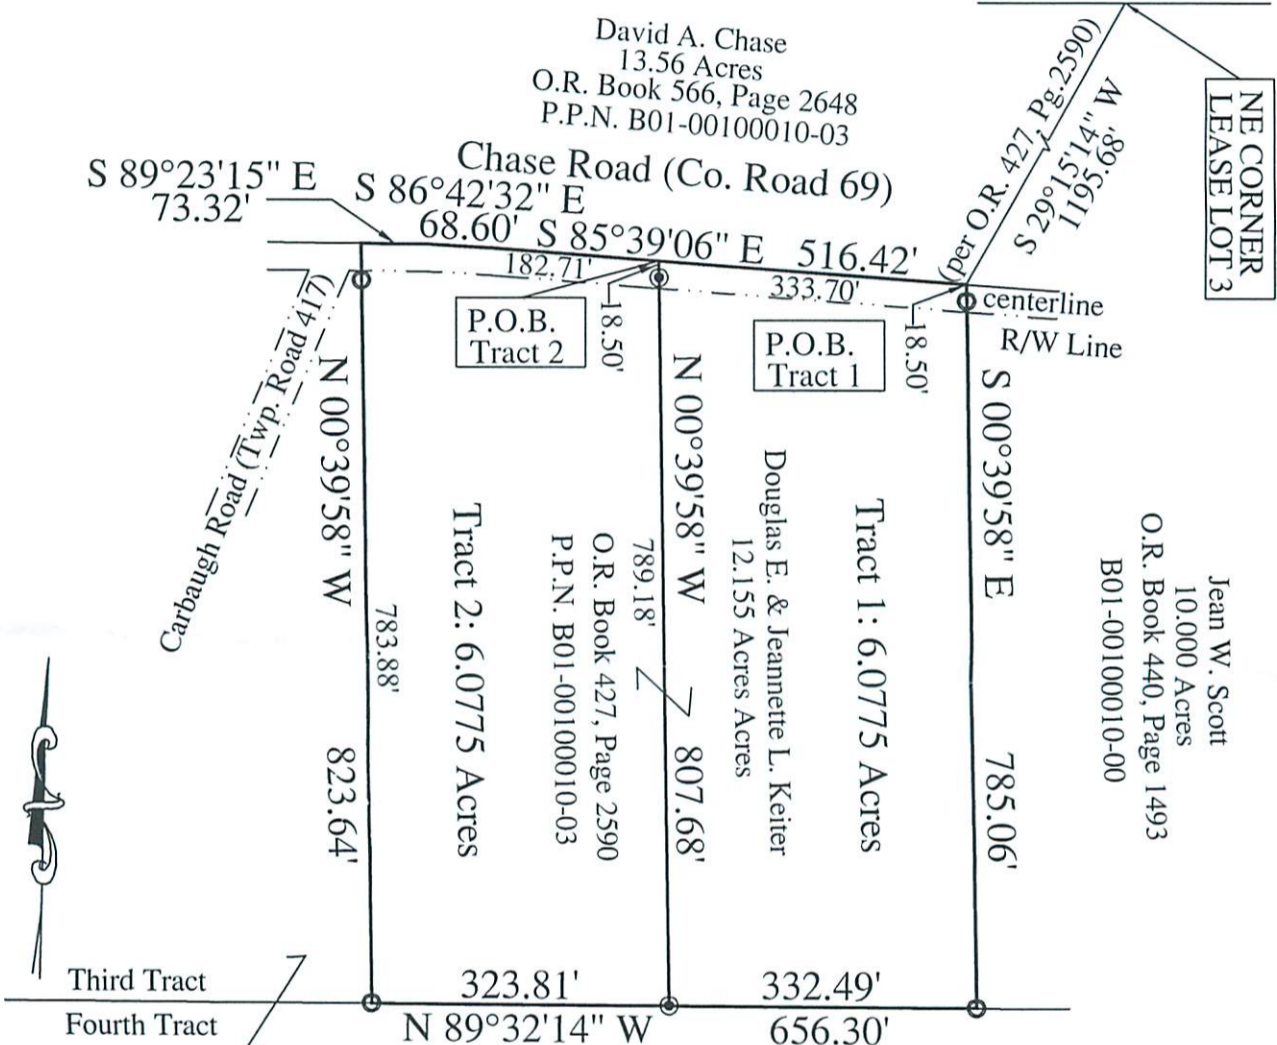 David A. Chase
13.56 Acres
O.R. Book 566, Page 2648
P.P.N. B01-00100010-03
Chase Road (Co. Road 69)
S 89°23'15" E
73.32'
S 86°42'32" E
68.60'
S 85°39'06" E 516.42'
182.71'
333.70'
(per O.R. 427, Pg.2590)
S 29°15'14" W
1195.68'
NE CORNER
LEASE LOT 3
centerline
R/W Line
P.O.B.
Tract 2
18.50'
P.O.B.
Tract 1
18.50'
Carbaugh Road (Twp. Road 417)
N 00°39'58" W
783.88'
823.64'
Tract 2: 6.0775 Acres
N 00°39'58" W
789.18'
807.68'
Douglas E. & Jeannette L. Keiter
12.155 Acres Acres
O.R. Book 427, Page 2590
P.P.N. B01-00100010-03
Tract 1: 6.0775 Acres
S 00°39'58" E
785.06'
Jean W. Scott
10.000 Acres
O.R. Book 440, Page 1493
B01-00100010-00
Third Tract
Fourth Tract
323.81'
332.49'
N 89°32'14" W
656.30'